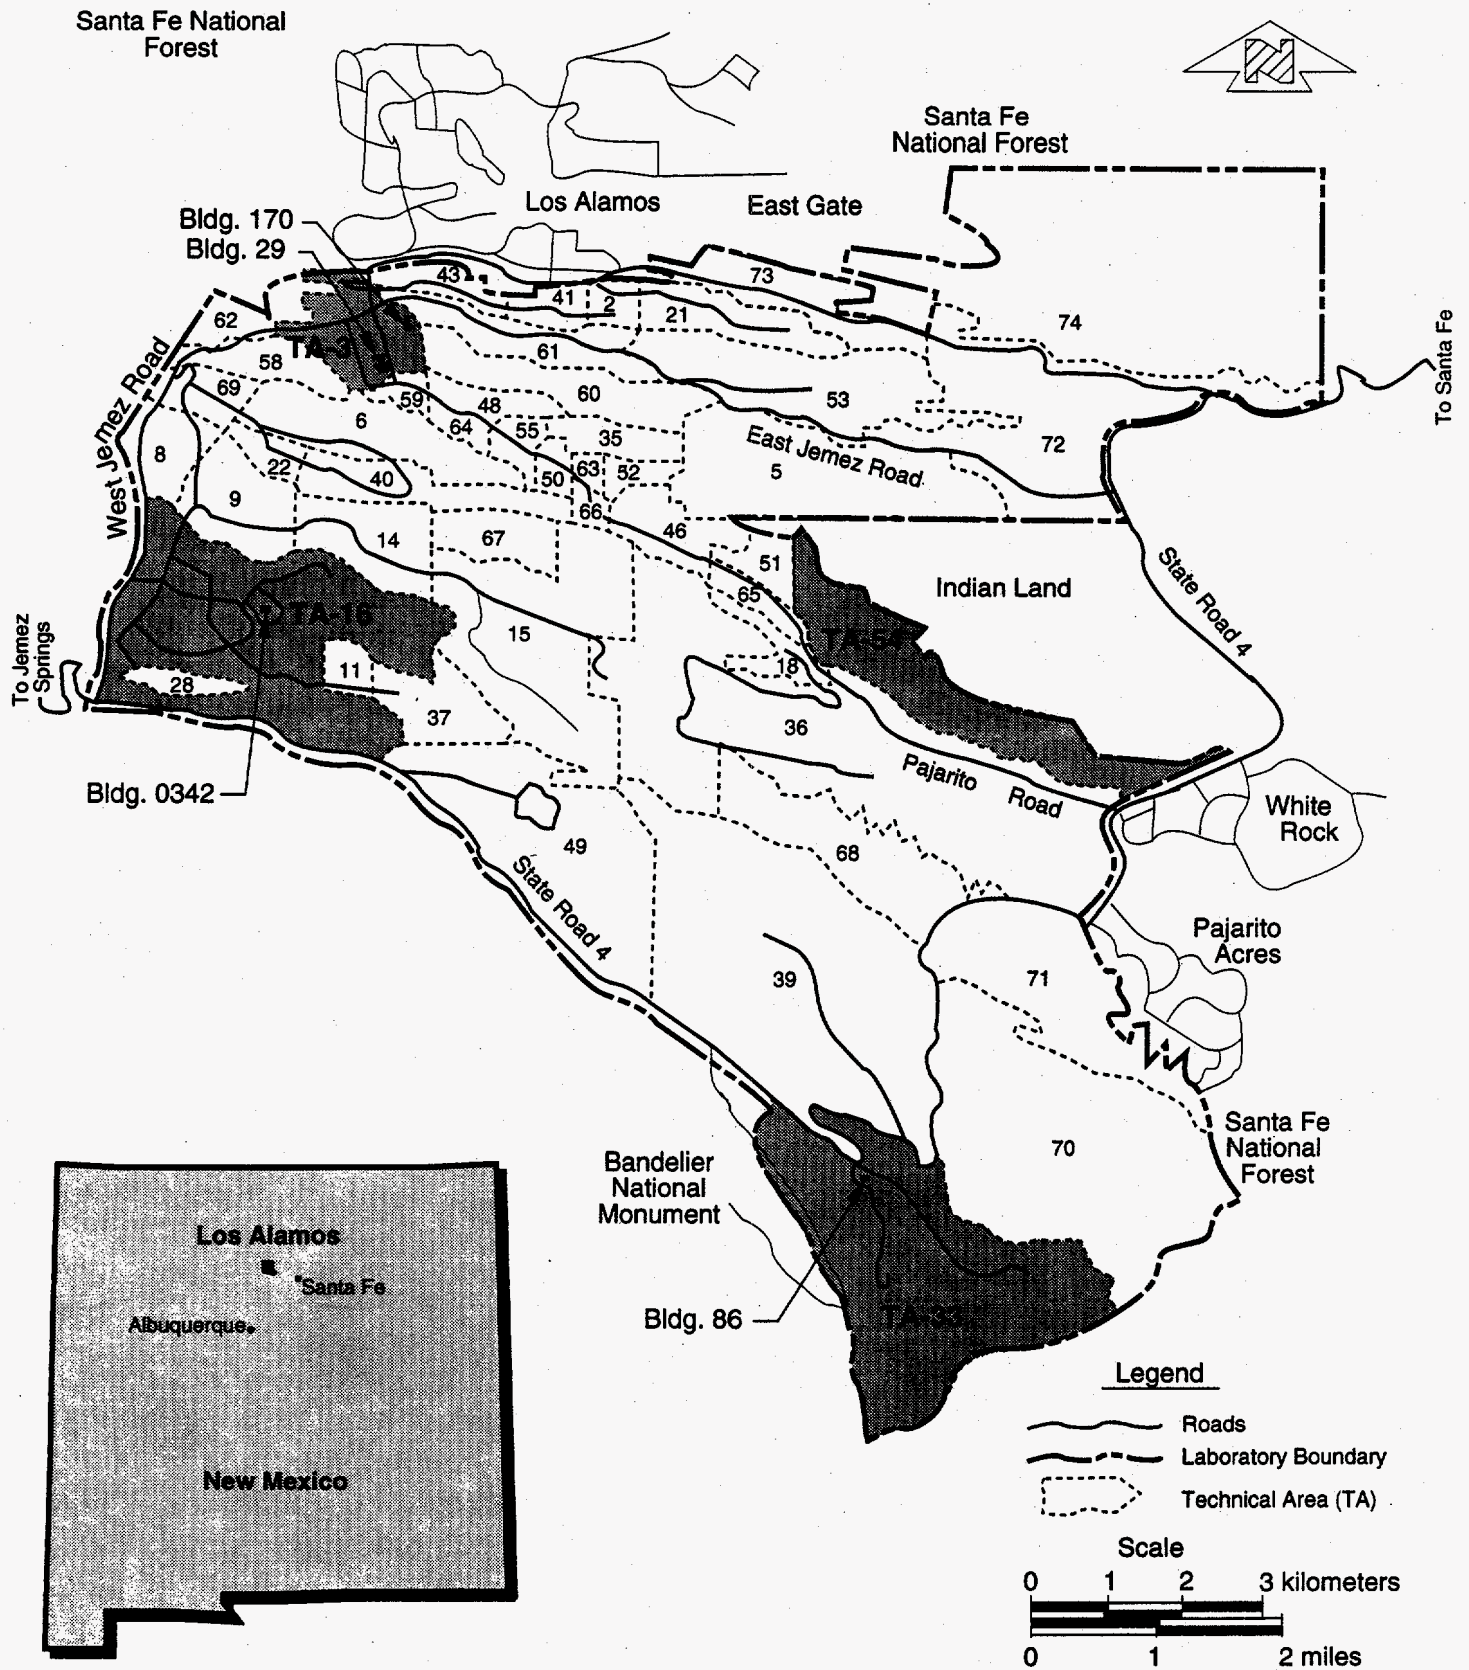 Santa Fe National
Forest
N
Santa Fe
National Forest
Los Alamos
East Gate
Bldg. 170
Bldg. 29
43
73
41
2
21
74
62
TA-3
61
58
69
59
48
60
53
To Santa Fe
West Jemez Road
6
64
55
35
72
8
22
40
50
63
52
5
East Jemez Road
9
66
46
14
67
51
Indian Land
State Road 4
65
TA-16
15
TA-54
To Jemez
Springs
11
18
28
37
36
Bldg. 0342
Pajarito Road
White
Rock
49
68
State Road 4
Pajarito
Acres
39
71
Santa Fe
National
Forest
70
Bandelier
National
Monument
Los Alamos
Santa Fe
Albuquerque
New Mexico
Bldg. 86
TA-33
Legend
Roads
Laboratory Boundary
Technical Area (TA)
Scale
0 1 2 3 kilometers
0 1 2 miles